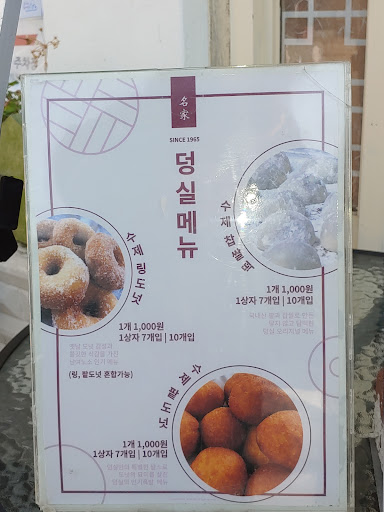 名家
SINCE 1965
덩실메뉴
수제 찹쌀떡
1개 1,000원
1상자 7개입 | 10개입
수제 링도넛
1개 1,000원
1상자 7개입 | 10개입
(링, 팥도넛 혼합가능)
수제 팥도넛
1개 1,000원
1상자 7개입 | 10개입